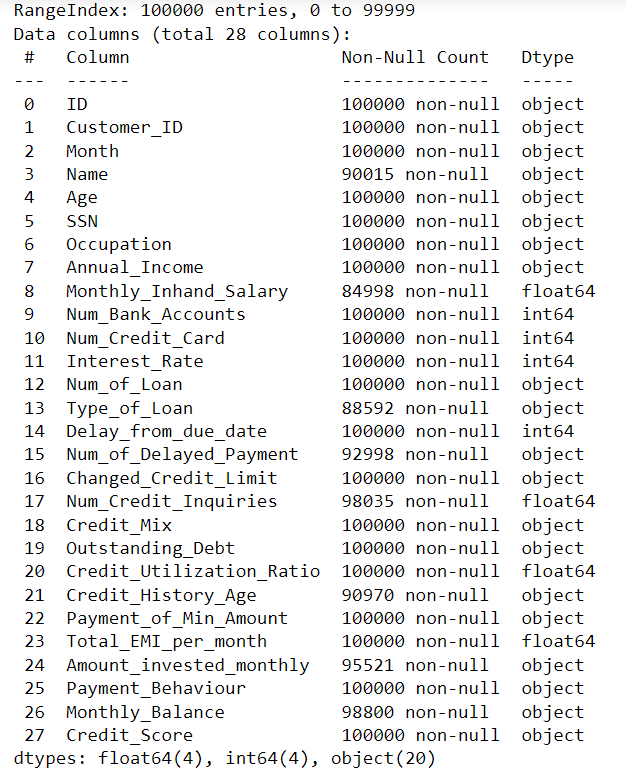 RangeIndex: 100000 entries, 0 to 99999
Data columns (total 28 columns):
 #   Column                    Non-Null Count   Dtype
---  ------                    --------------   -----
 0   ID                        100000 non-null  object
 1   Customer_ID               100000 non-null  object
 2   Month                     100000 non-null  object
 3   Name                      90015 non-null   object
 4   Age                       100000 non-null  object
 5   SSN                       100000 non-null  object
 6   Occupation                100000 non-null  object
 7   Annual_Income             100000 non-null  object
 8   Monthly_Inhand_Salary     84998 non-null   float64
 9   Num_Bank_Accounts         100000 non-null  int64
 10  Num_Credit_Card           100000 non-null  int64
 11  Interest_Rate             100000 non-null  int64
 12  Num_of_Loan               100000 non-null  object
 13  Type_of_Loan              88592 non-null   object
 14  Delay_from_due_date       100000 non-null  int64
 15  Num_of_Delayed_Payment    92998 non-null   object
 16  Changed_Credit_Limit      100000 non-null  object
 17  Num_Credit_Inquiries      98035 non-null   float64
 18  Credit_Mix                100000 non-null  object
 19  Outstanding_Debt          100000 non-null  object
 20  Credit_Utilization_Ratio  100000 non-null  float64
 21  Credit_History_Age        90970 non-null   object
 22  Payment_of_Min_Amount     100000 non-null  object
 23  Total_EMI_per_month       100000 non-null  float64
 24  Amount_invested_monthly   95521 non-null   object
 25  Payment_Behaviour         100000 non-null  object
 26  Monthly_Balance           98800 non-null   object
 27  Credit_Score              100000 non-null  object
dtypes: float64(4), int64(4), object(20)